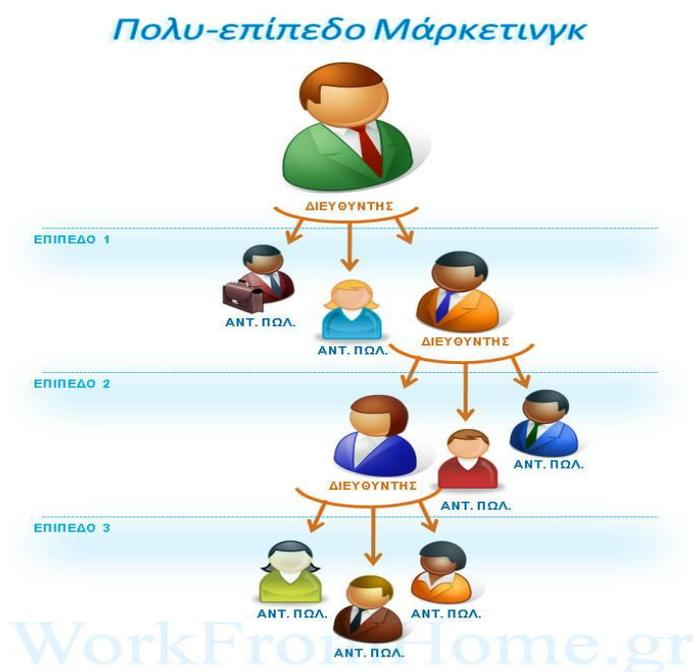 Πολυ-επίπεδο Μάρκετινγκ
ΔΙΕΥΘΥΝΤΗΣ
ΕΠΙΠΕΔΟ 1
ΑΝΤ. ΠΩΛ.
ΑΝΤ. ΠΩΛ.
ΔΙΕΥΘΥΝΤΗΣ
ΕΠΙΠΕΔΟ 2
ΑΝΤ. ΠΩΛ.
ΔΙΕΥΘΥΝΤΗΣ
ΑΝΤ. ΠΩΛ.
ΕΠΙΠΕΔΟ 3
ΑΝΤ. ΠΩΛ.
ΑΝΤ. ΠΩΛ.
ΑΝΤ. ΠΩΛ.
WorkFromHome.gr